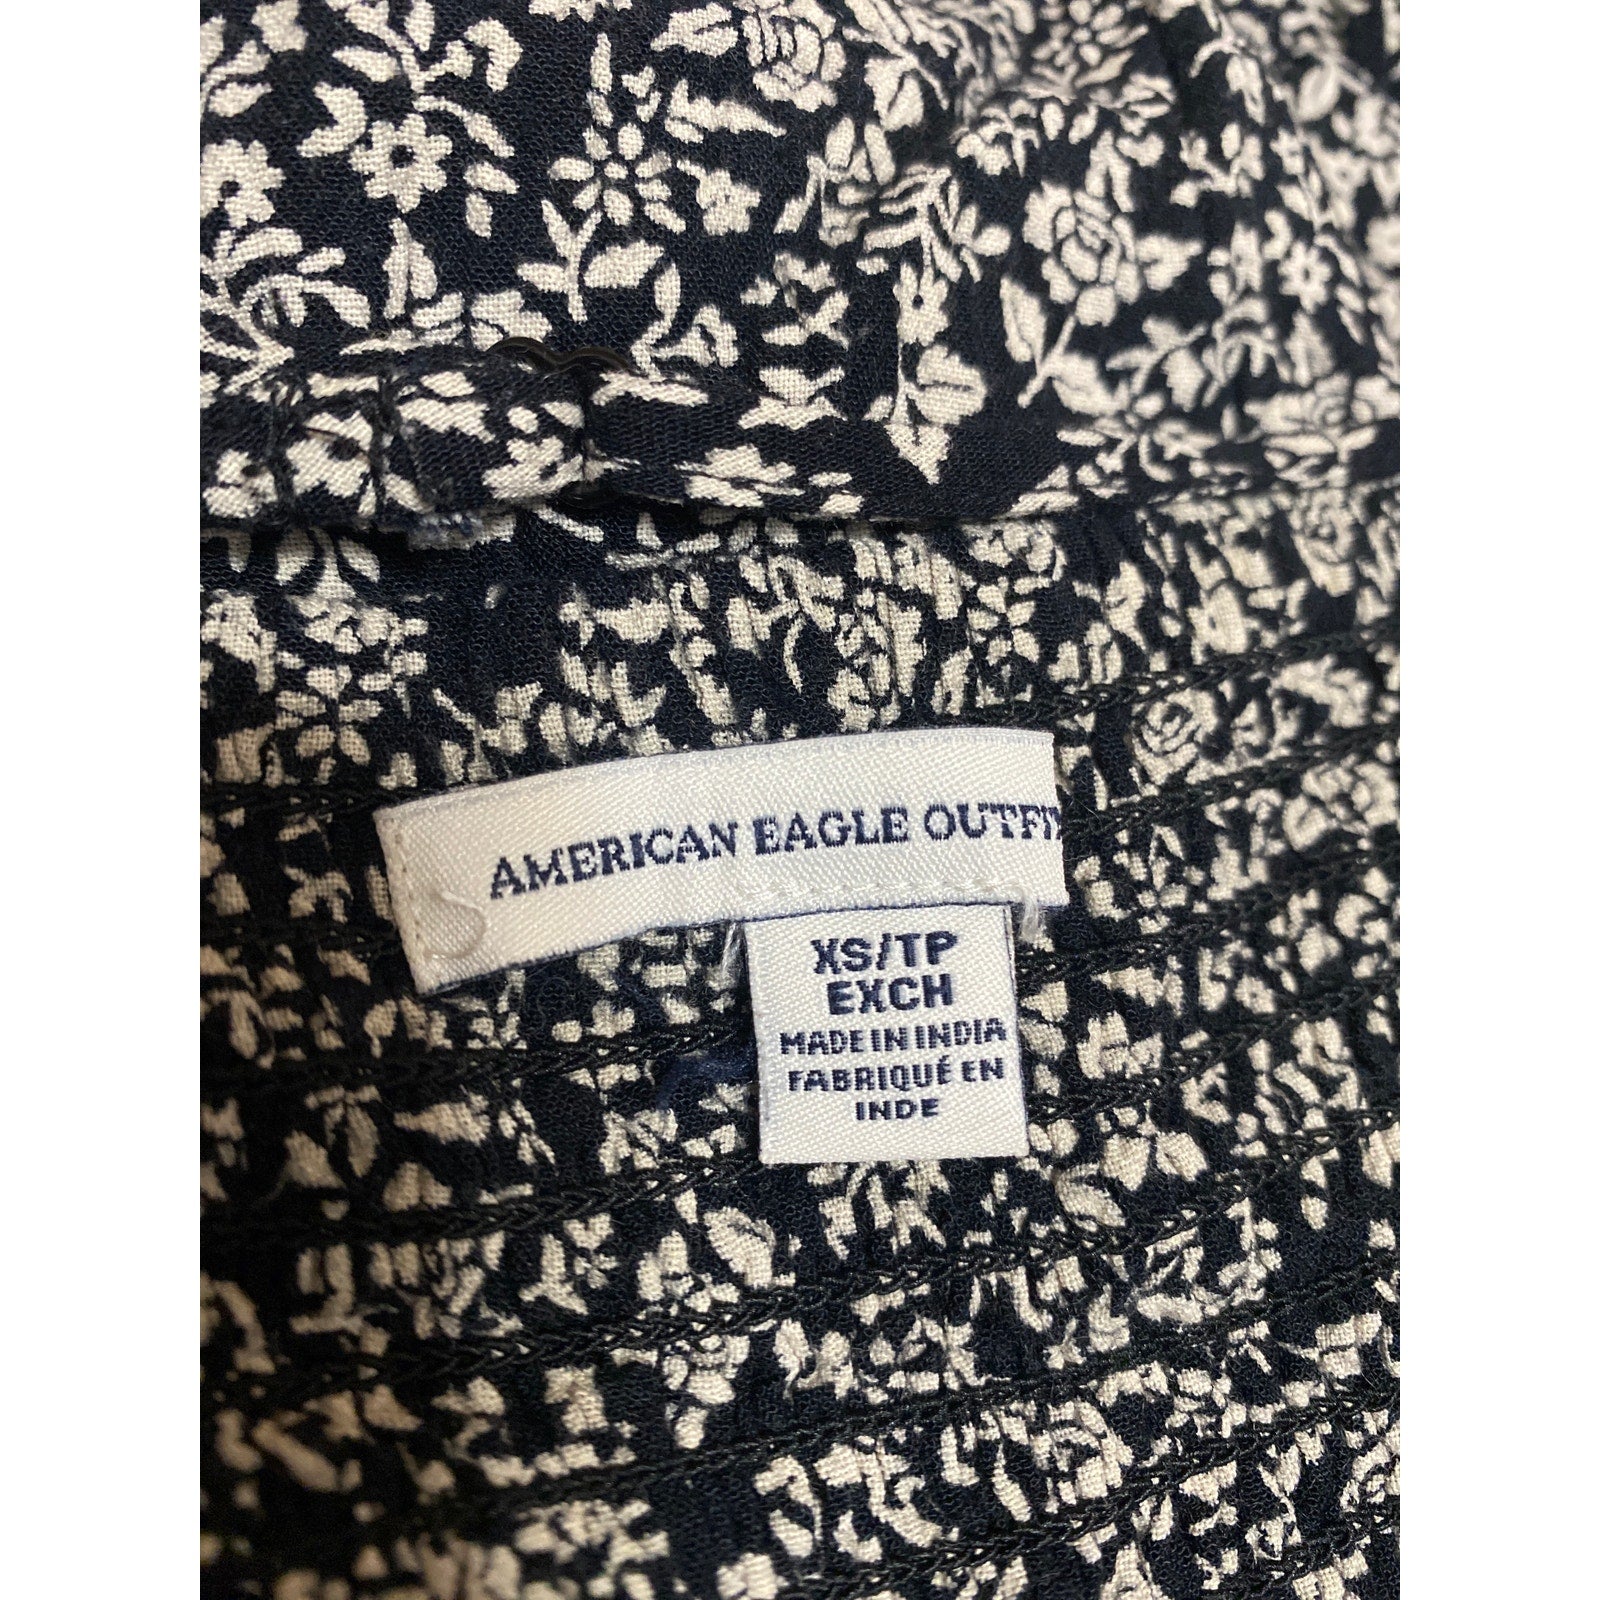 AMERICAN EAGLE OUTFI
XS/TP
EXCH
MADE IN INDIA
FABRIQUÉ EN
INDE